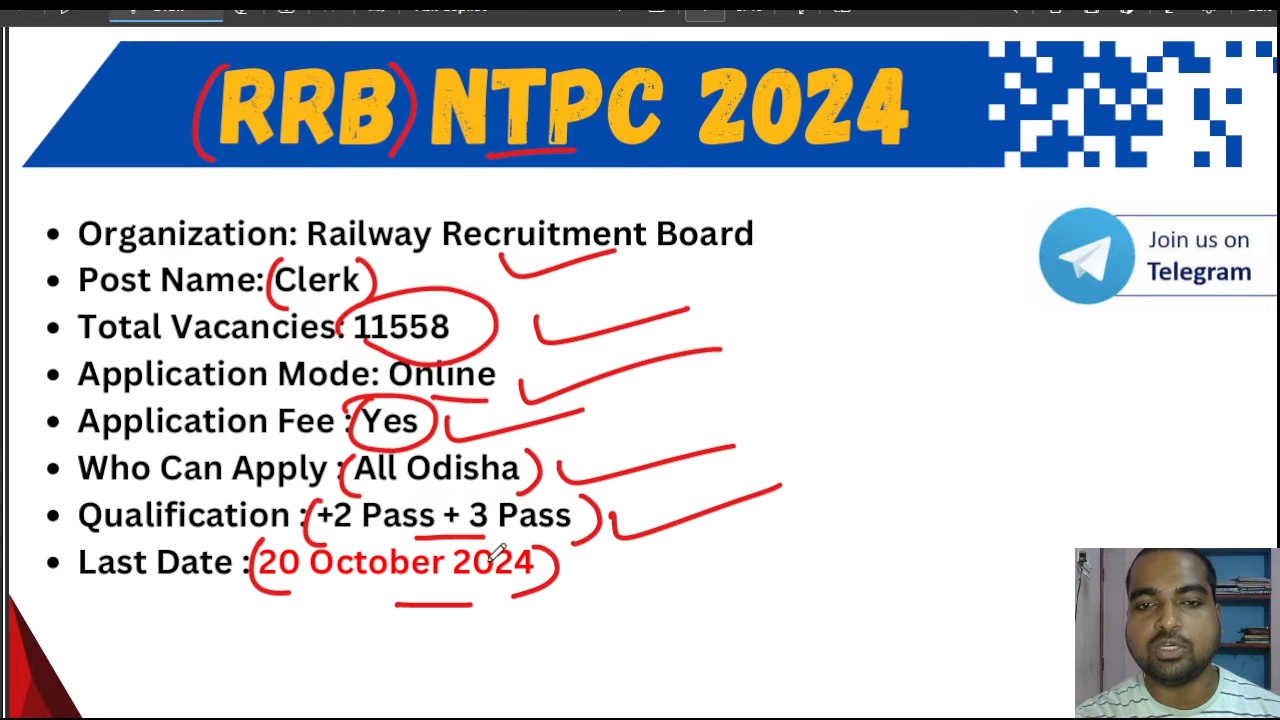 (RRB) NTPC 2024
• Organization: Railway Recruitment Board
• Post Name: Clerk
• Total Vacancies: 11558
• Application Mode: Online
• Application Fee : Yes
• Who Can Apply : All Odisha
• Qualification : +2 Pass + 3 Pass
• Last Date : 20 October 2024
Join us on
Telegram